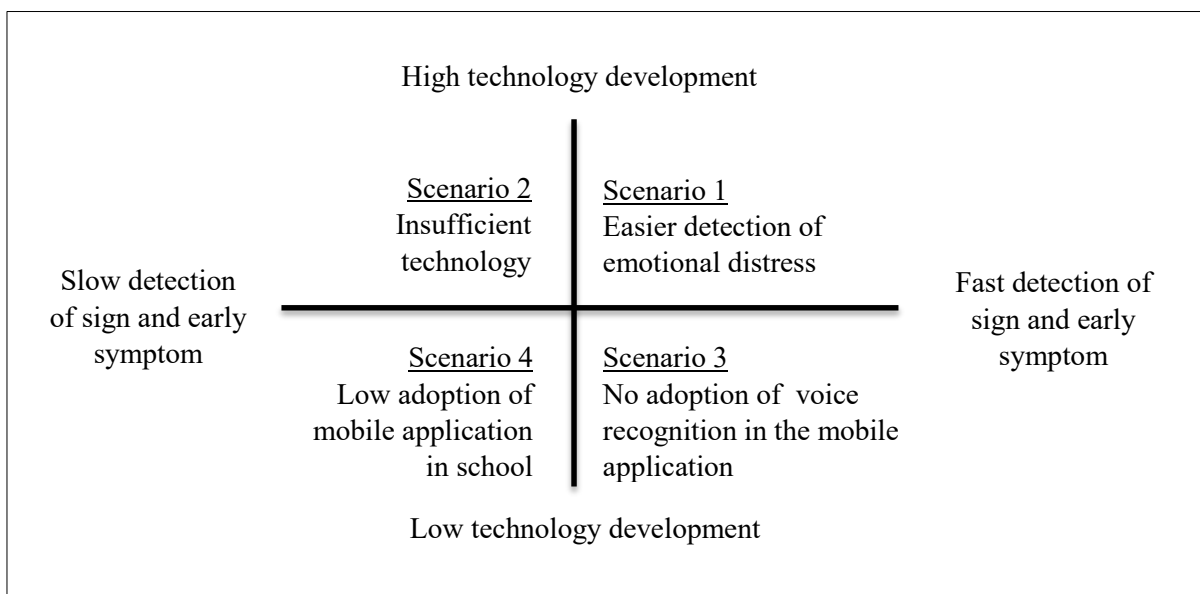 High technology development
Scenario 2
Insufficient
technology
Scenario 1
Easier detection of
emotional distress
Slow detection
of sign and early
symptom
Fast detection of
sign and early
symptom
Scenario 4
Low adoption of
mobile application
in school
Scenario 3
No adoption of  voice
recognition in the mobile
application
Low technology development